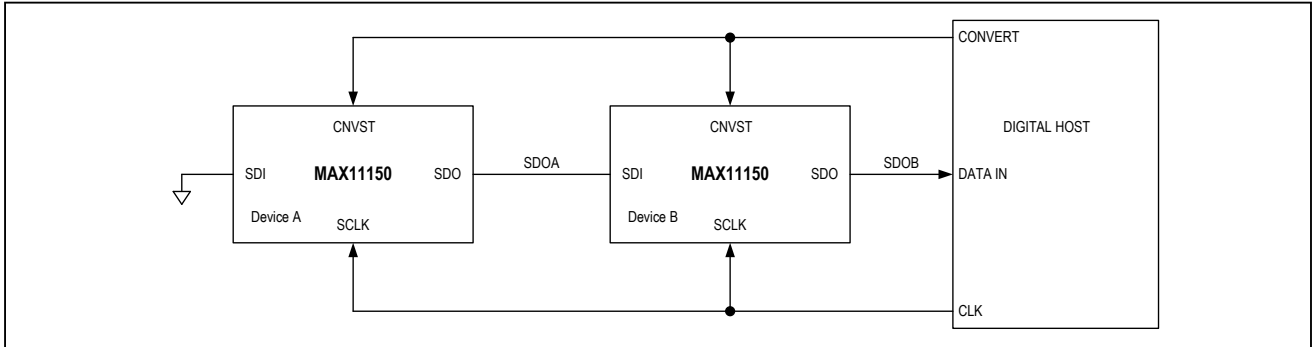 CONVERT
CNVST
CNVST
DIGITAL HOST
SDI MAX11150 SDO SDOA SDI MAX11150 SDO SDOB DATA IN
Device A
Device B
SCLK
SCLK
CLK